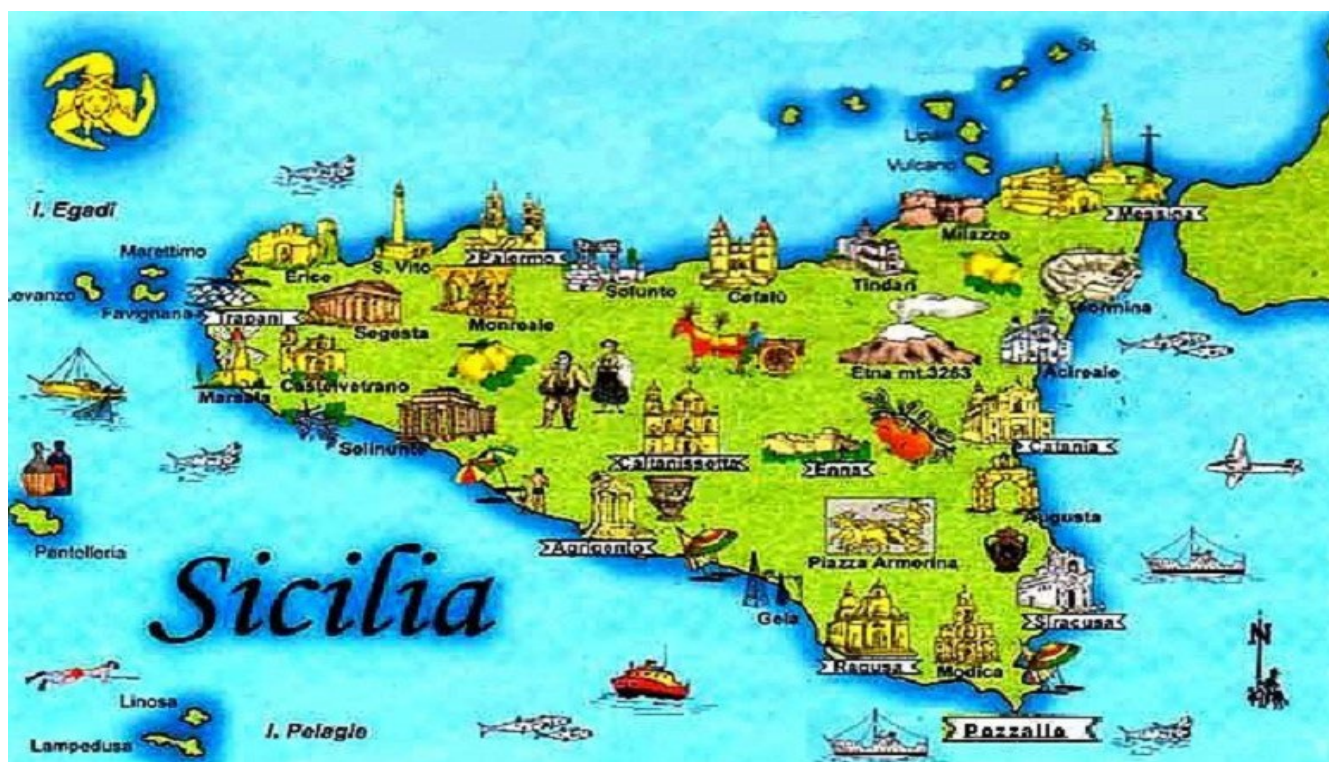 St
Lipari
I. Egadi
Vulcano
Messina
Marettimo
Milazzo
Erice
S. Vito
Palermo
Levanzo
Favignana
Solunto
Cefalù
Tindari
Trapani
Segesta
Monreale
Etna mt.3263
Acireale
Castelvetrano
Marsala
Selinunte
Caltanissetta
Enna
Catania
Augusta
Agrigento
Pantelleria
Piazza Armerina
Sicilia
Gela
Siracusa
N
Ragusa
Modica
Linosa
I. Pelagie
Pozzallo
Lampedusa